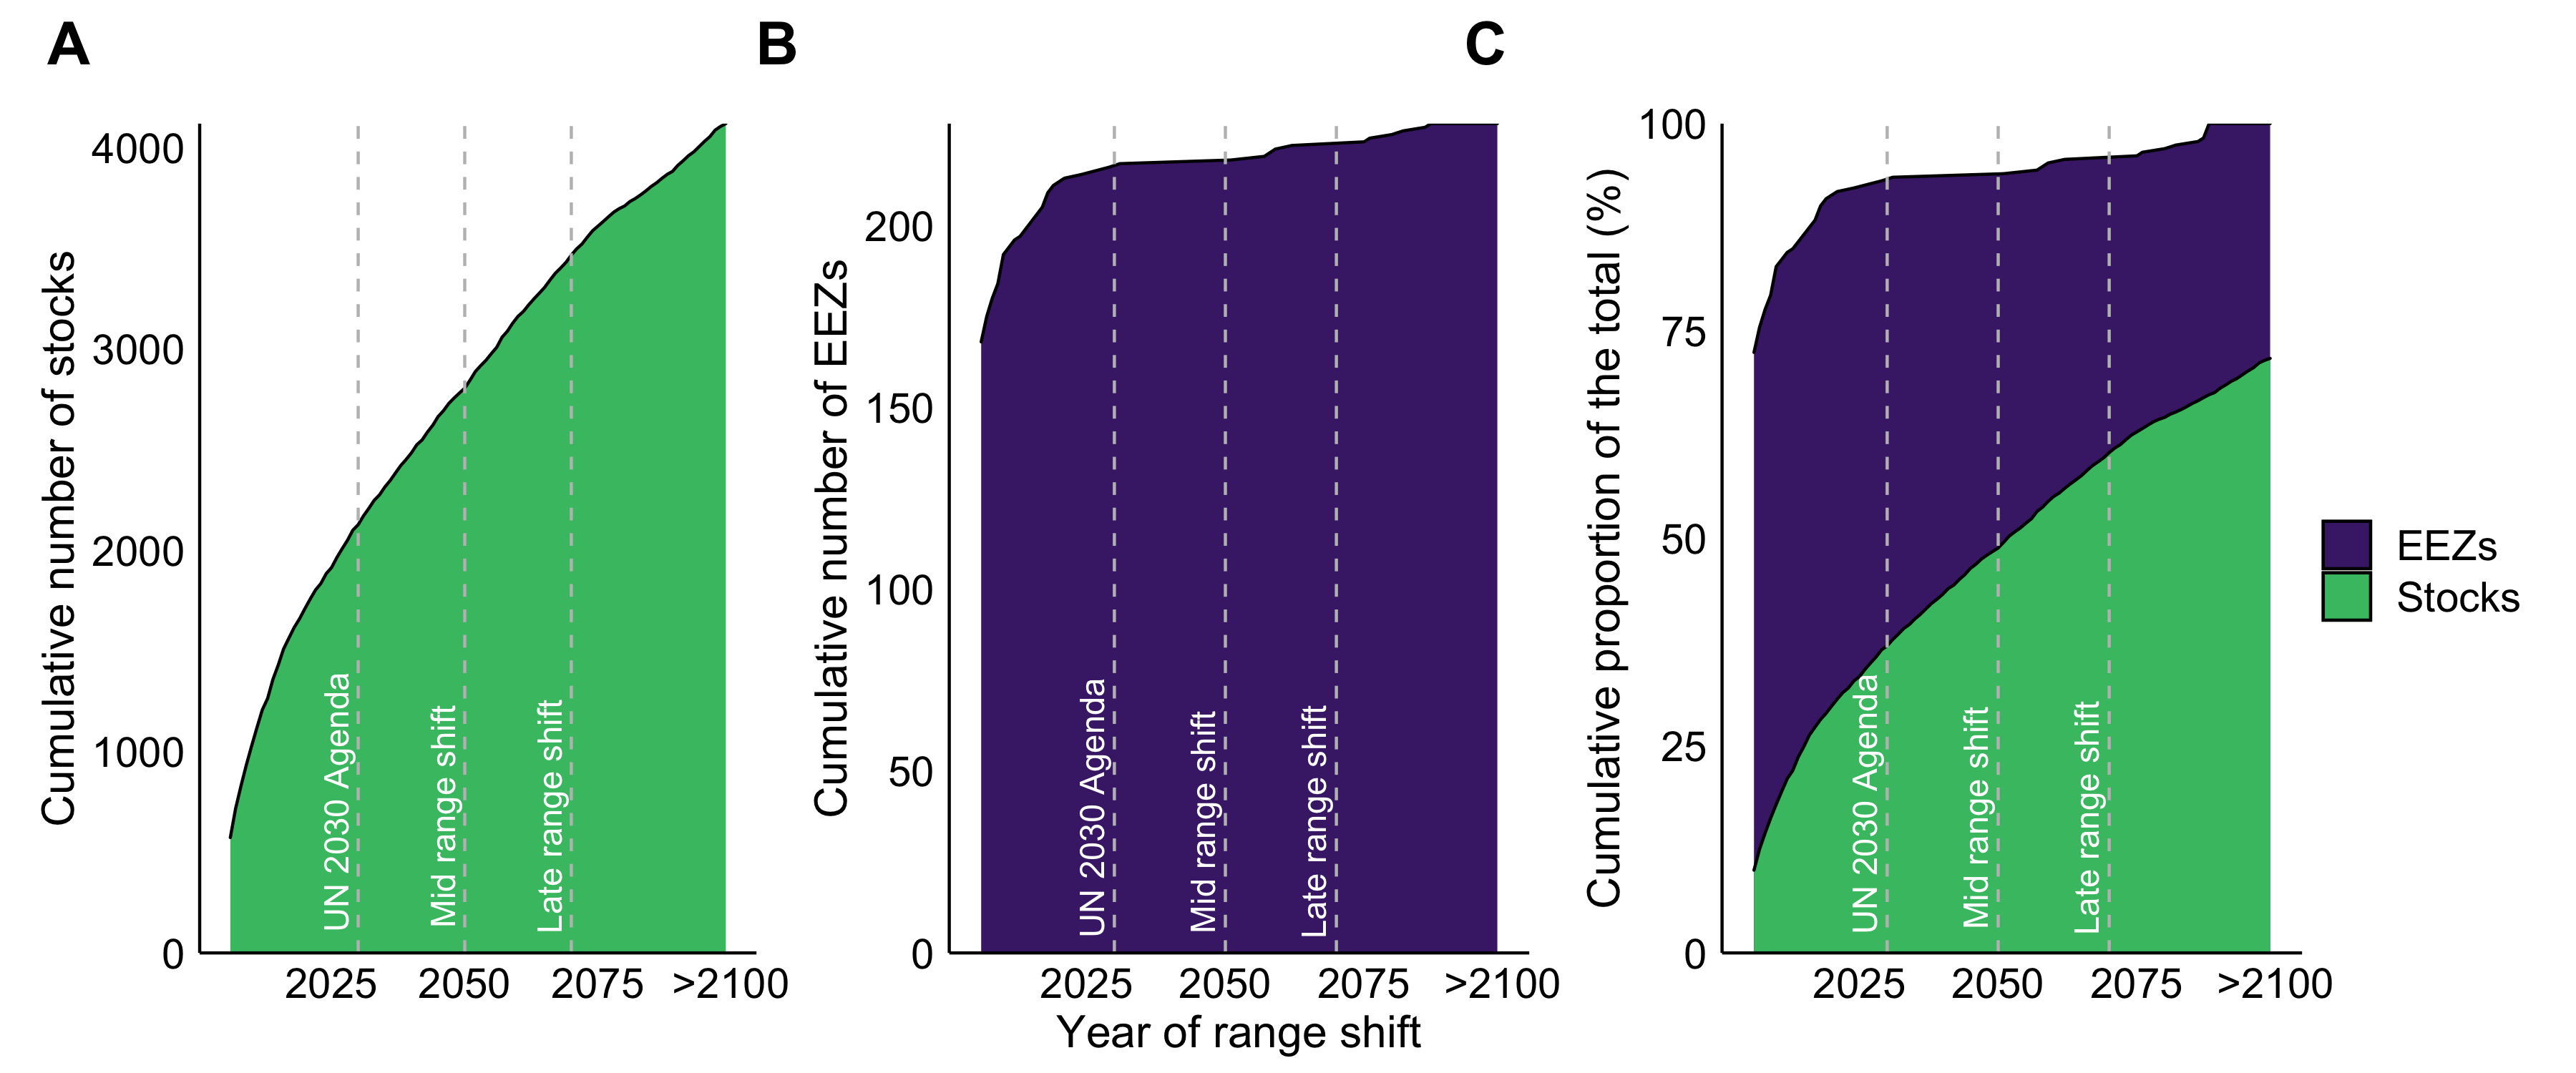 A
B
C
Cumulative number of stocks
4000
3000
2000
1000
0
UN 2030 Agenda
Mid range shift
Late range shift
2025
2050
2075
>2100
Cumulative number of EEZs
200
150
100
50
0
UN 2030 Agenda
Mid range shift
Late range shift
2025
2050
2075
>2100
Year of range shift
Cumulative proportion of the total (%)
100
75
50
25
0
UN 2030 Agenda
Mid range shift
Late range shift
2025
2050
2075
>2100
EEZs
Stocks